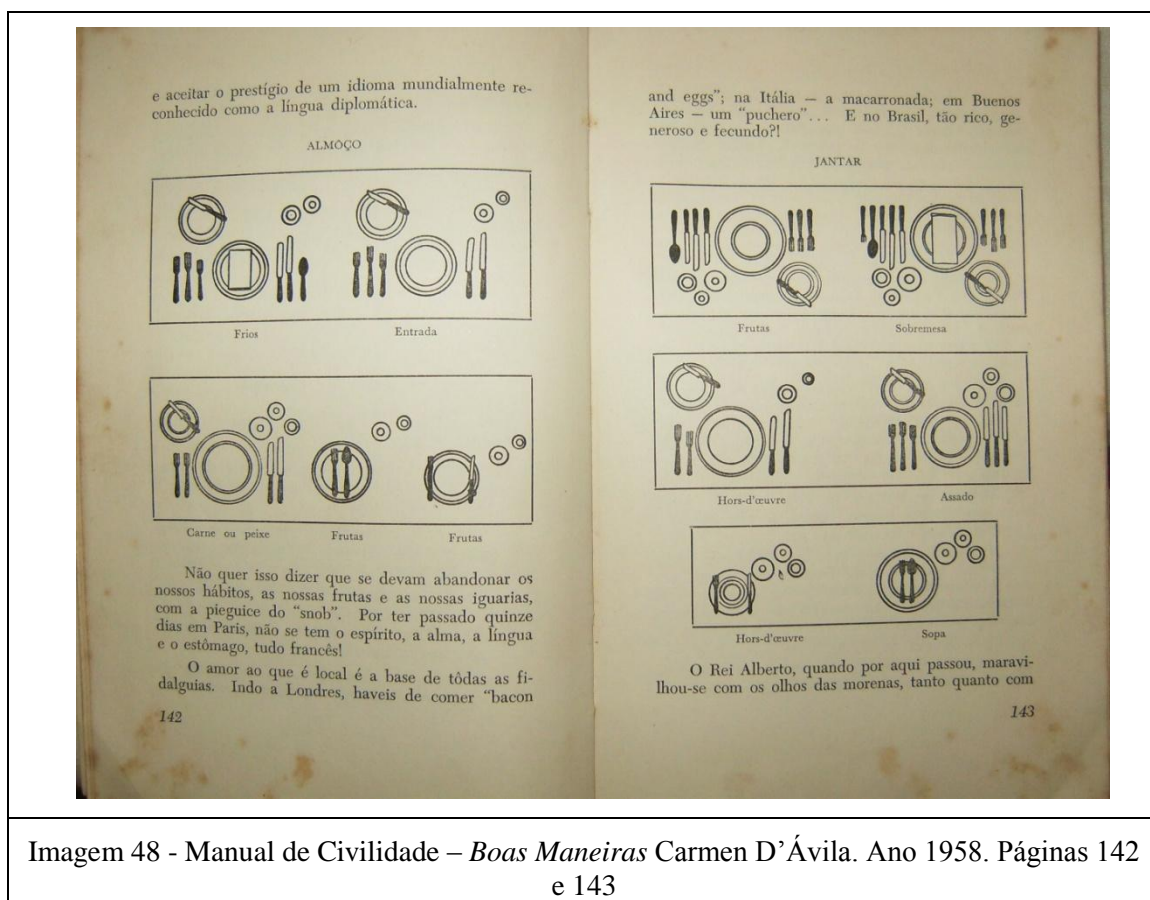 e aceitar o prestígio de um idioma mundialmente re-
conhecido como a língua diplomática.
ALMÔÇO
Frios
Entrada
Carne ou peixe
Frutas
Frutas
Não quer isso dizer que se devam abandonar os
nossos hábitos, as nossas frutas e as nossas iguarias,
com a pieguice do "snob". Por ter passado quinze
dias em Paris, não se tem o espírito, a alma, a língua
e o estômago, tudo francês!
O amor ao que é local é a base de tôdas as fi-
dalguias. Indo a Londres, haveis de comer "bacon
142
and eggs"; na Itália — a macarronada; em Buenos
Aires — um "puchero"... E no Brasil, tão rico, ge-
neroso e fecundo?!
JANTAR
Frutas
Sobremesa
Hors-d'œuvre
Assado
Hors-d'œuvre
Sopa
O Rei Alberto, quando por aqui passou, maravi-
lhou-se com os olhos das morenas, tanto quanto com
143
Imagem 48 - Manual de Civilidade – Boas Maneiras Carmen D'Ávila. Ano 1958. Páginas 142
e 143